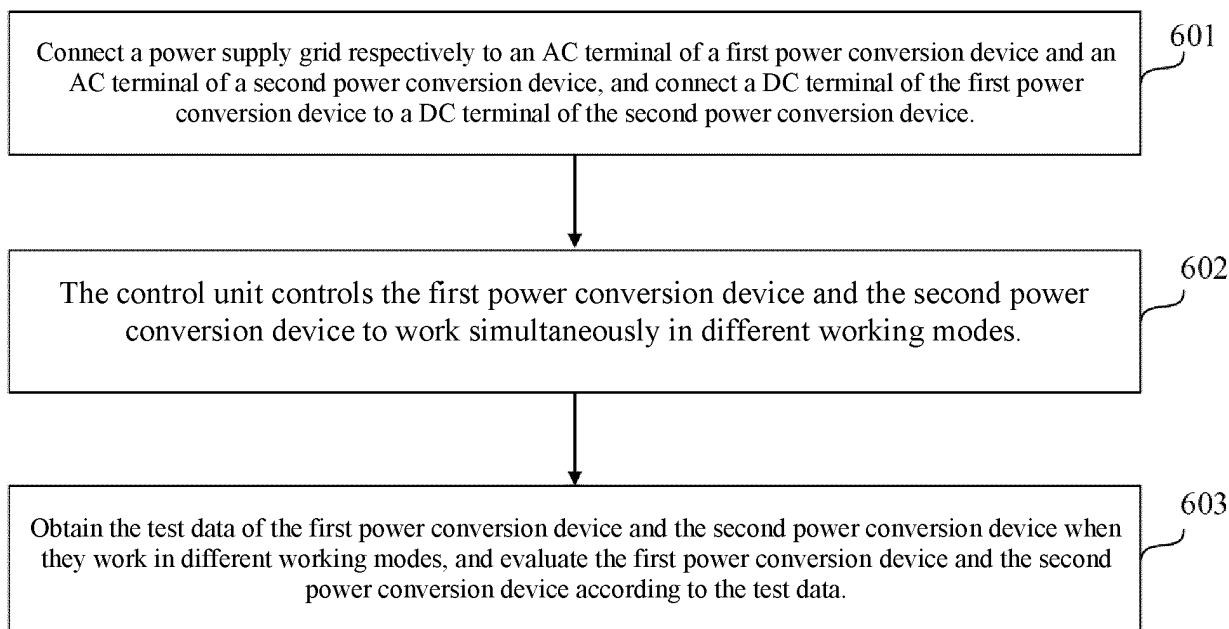 Connect a power supply grid respectively to an AC terminal of a first power conversion device and an
AC terminal of a second power conversion device, and connect a DC terminal of the first power
conversion device to a DC terminal of the second power conversion device.
601
The control unit controls the first power conversion device and the second power
conversion device to work simultaneously in different working modes.
602
Obtain the test data of the first power conversion device and the second power conversion device when
they work in different working modes, and evaluate the first power conversion device and the second
power conversion device according to the test data.
603